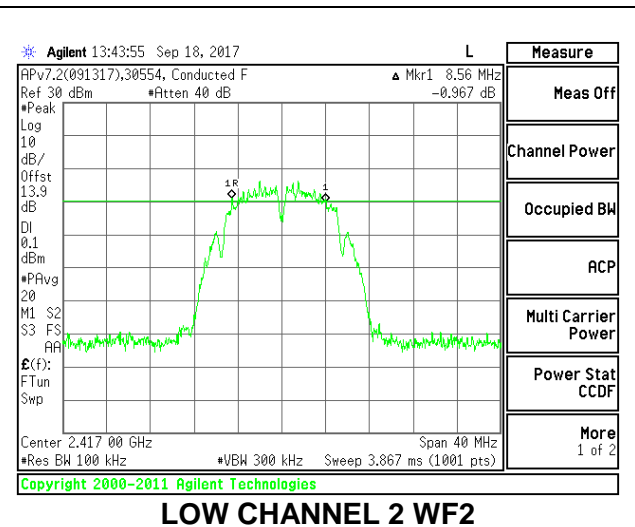 Agilent 13:43:55 Sep 18, 2017 L
APv7.2(091317),30554, Conducted F
Δ Mkr1 8.56 MHz
Ref 30 dBm #Atten 40 dB -0.967 dB
#Peak
Log
10
dB/
Offst
13.9
dB
DI
0.1
dBm
#PAvg
20
M1 S2
S3 FS
AA
£(f):
FTun
Swp
1R
1
Center 2.417 00 GHz Span 40 MHz
#Res BW 100 kHz #VBW 300 kHz Sweep 3.867 ms (1001 pts)
Copyright 2000-2011 Agilent Technologies
Measure
Meas Off
Channel Power
Occupied BW
ACP
Multi Carrier
Power
Power Stat
CCDF
More
1 of 2
LOW CHANNEL 2 WF2